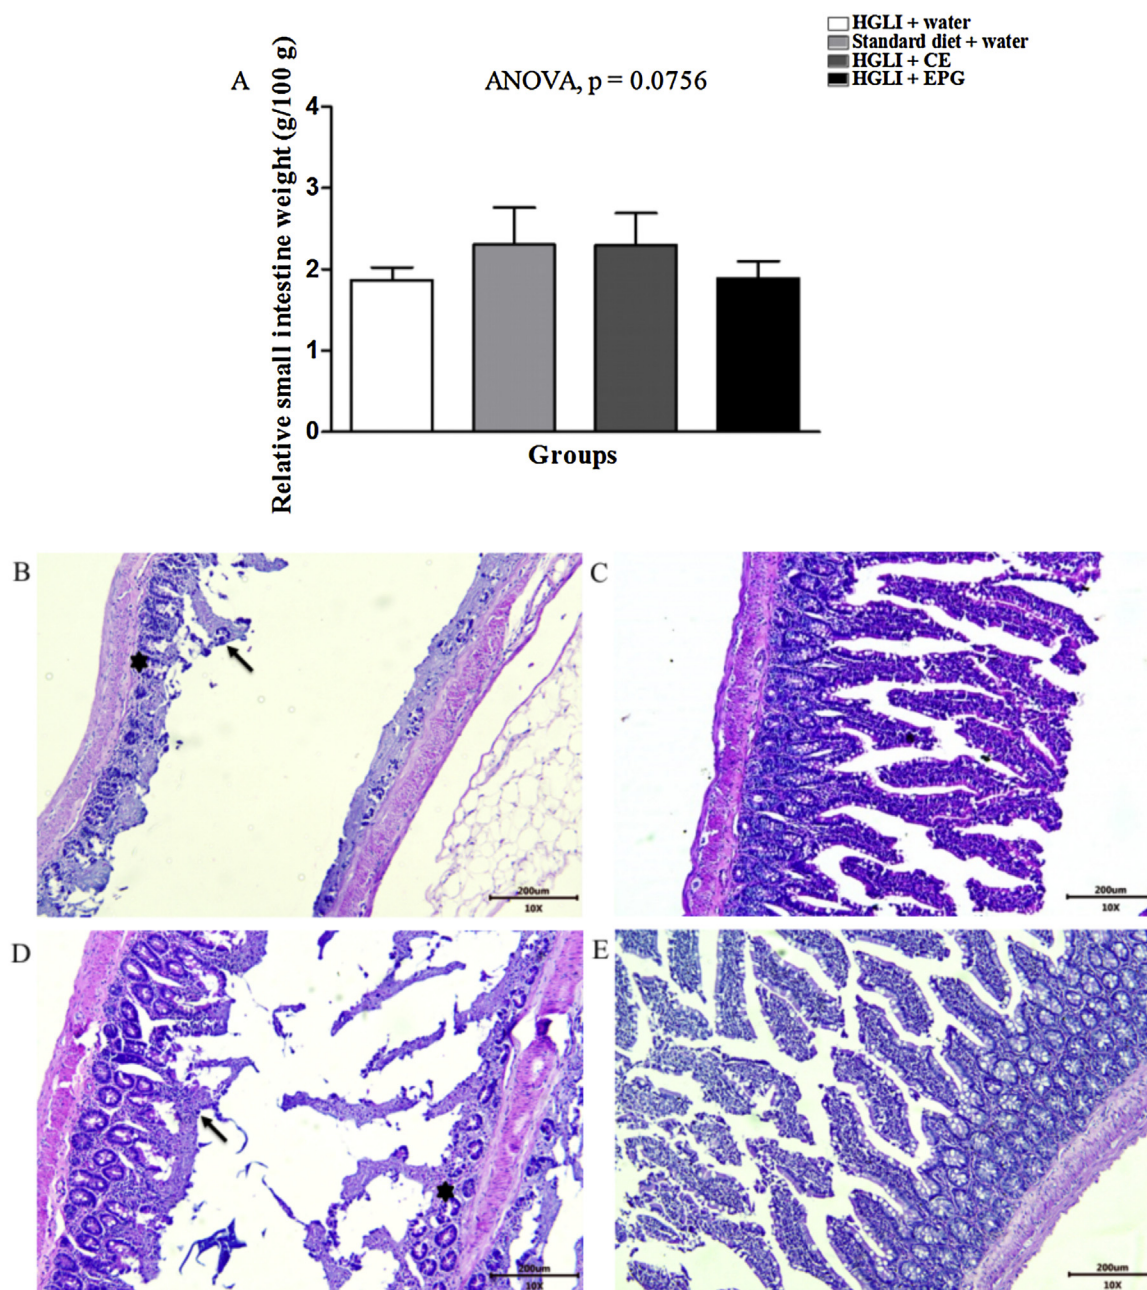 HGLI + water
Standard diet + water
HGLI + CE
HGLI + EPG
A
ANOVA, p = 0.0756
Relative small intestine weight (g/100 g)
4
3
2
1
0
Groups
B
200um
10X
C
200um
10X
D
200um
10X
E
200um
10X